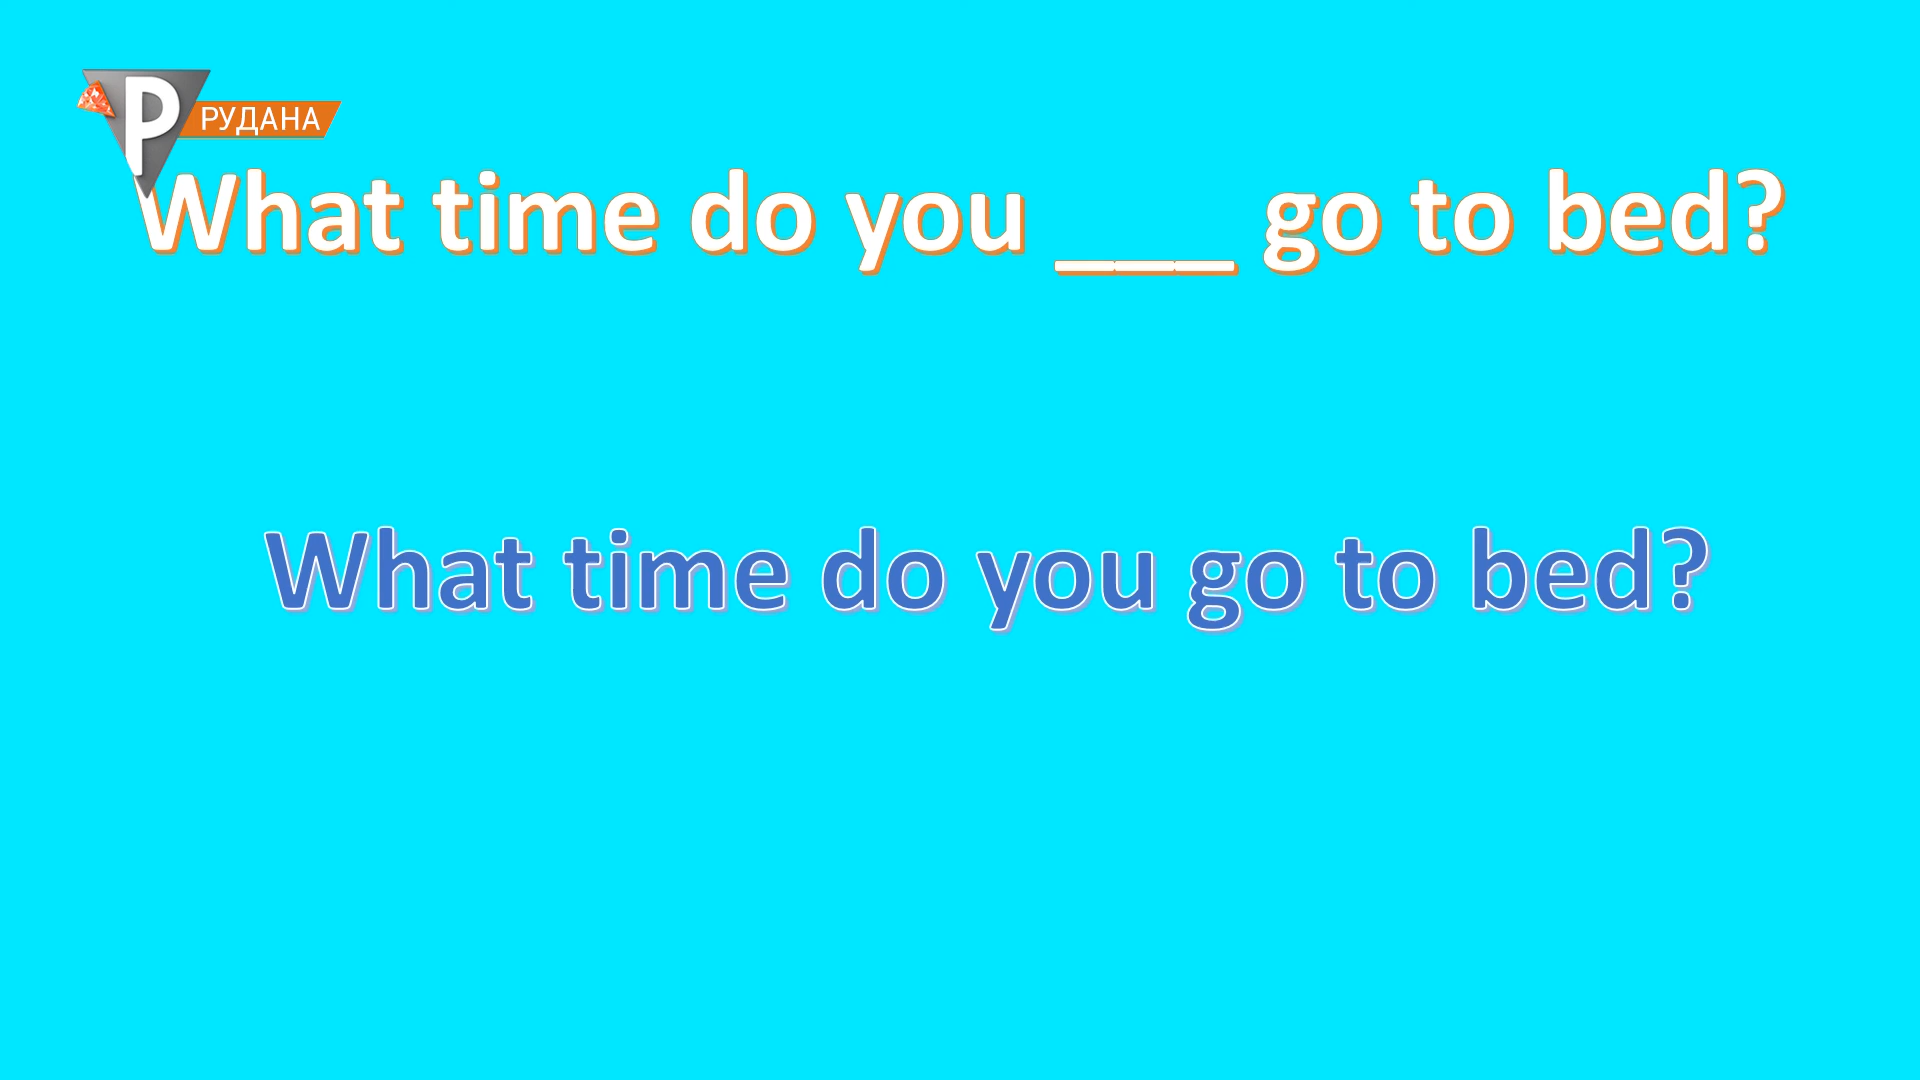 Р РУДАНА
What time do you ___ go to bed?
What time do you go to bed?